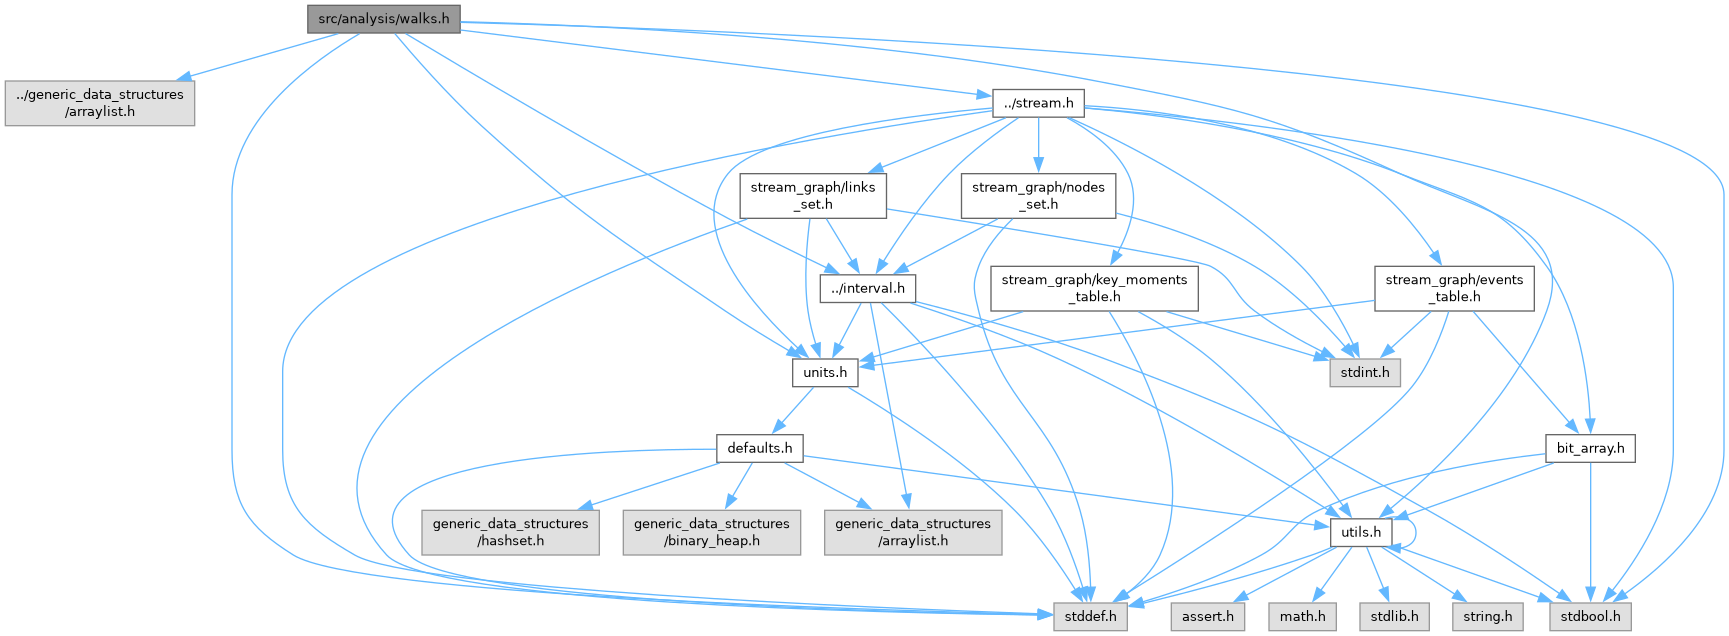 src/analysis/walks.h
../generic_data_structures
/arraylist.h
../stream.h
stream_graph/links
_set.h
stream_graph/nodes
_set.h
../interval.h
stream_graph/key_moments
_table.h
stream_graph/events
_table.h
units.h
stdint.h
defaults.h
bit_array.h
generic_data_structures
/hashset.h
generic_data_structures
/binary_heap.h
generic_data_structures
/arraylist.h
utils.h
stddef.h
assert.h
math.h
stdlib.h
string.h
stdbool.h